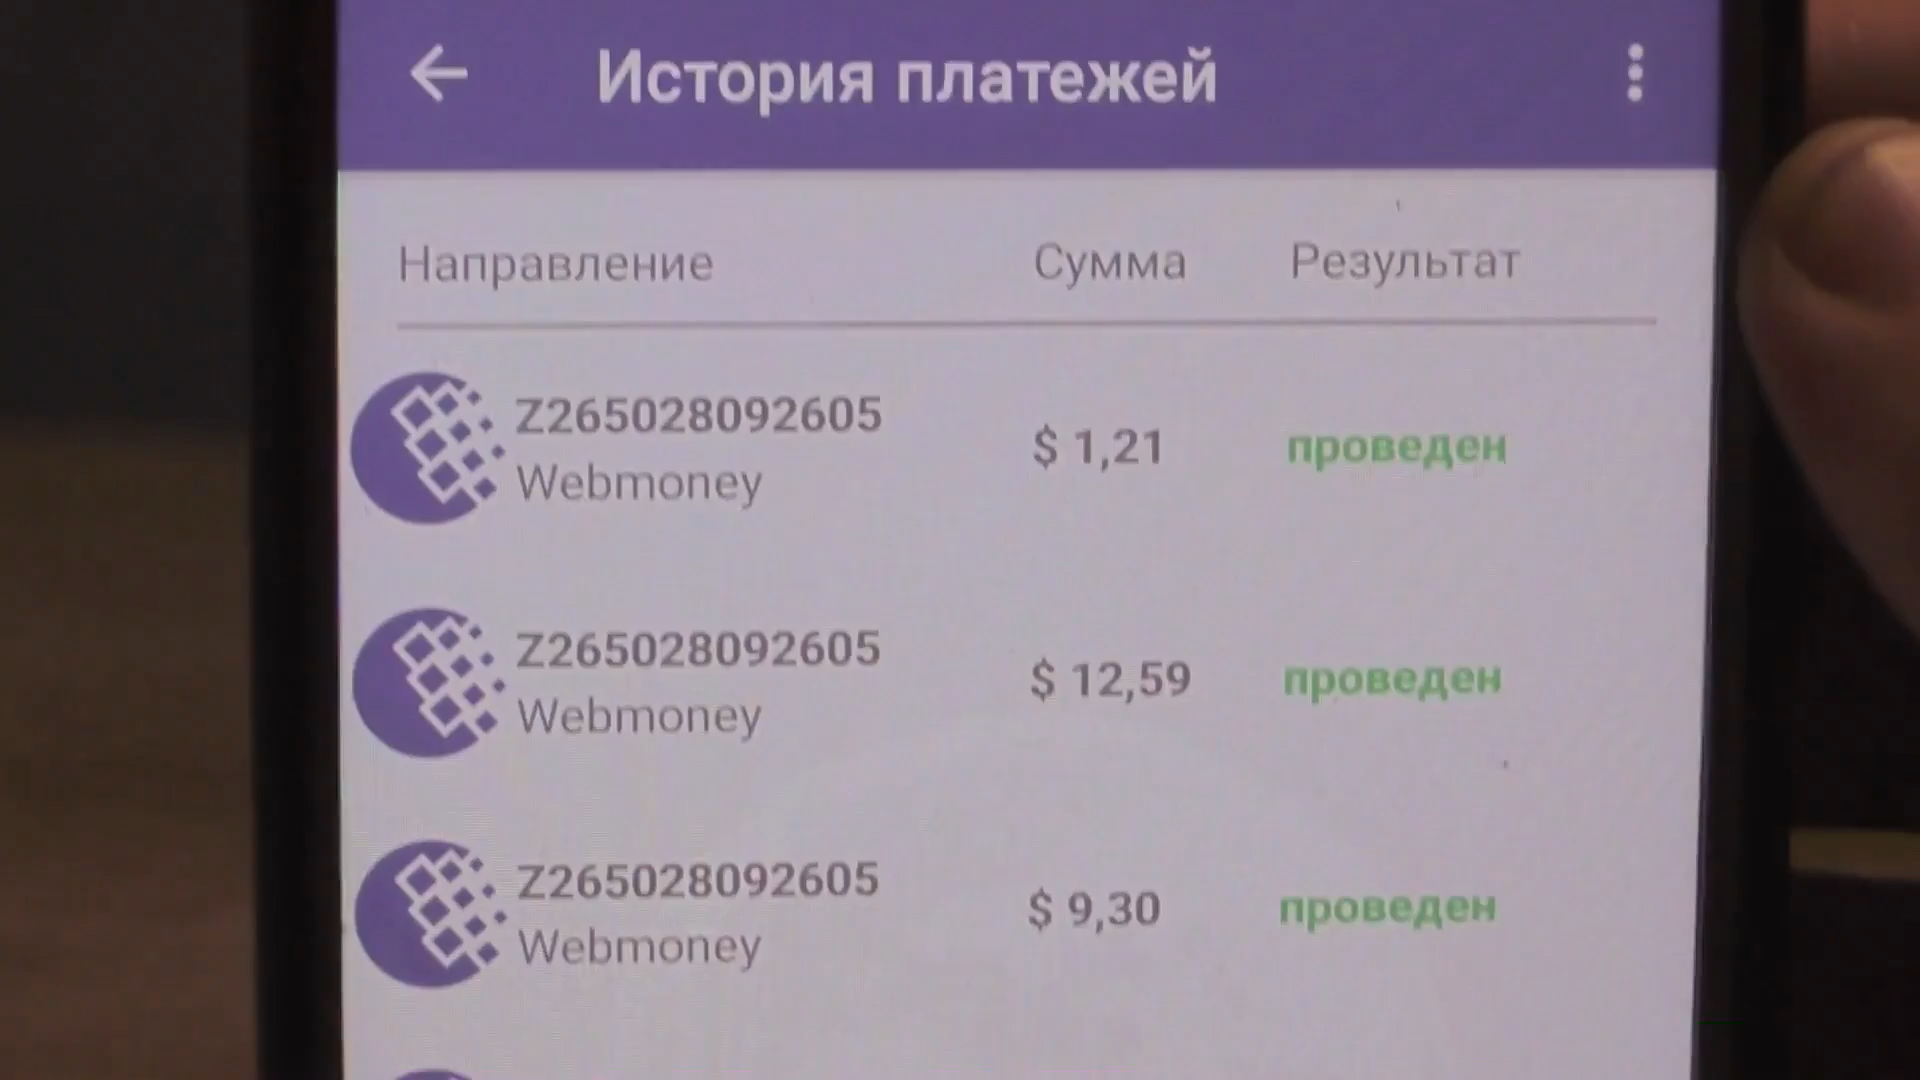 История платежей
Направление Сумма Результат
Z265028092605
Webmoney
$ 1,21 проведен
Z265028092605
Webmoney
$ 12,59 проведен
Z265028092605
Webmoney
$ 9,30 проведен